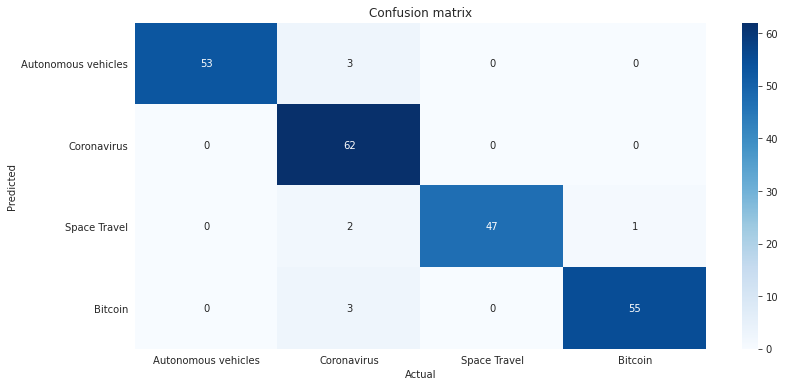 Confusion matrix
Predicted
Autonomous vehicles 53 3 0 0
Coronavirus 0 62 0 0
Space Travel 0 2 47 1
Bitcoin 0 3 0 55
Autonomous vehicles Coronavirus Space Travel Bitcoin
Actual
60
50
40
30
20
10
0